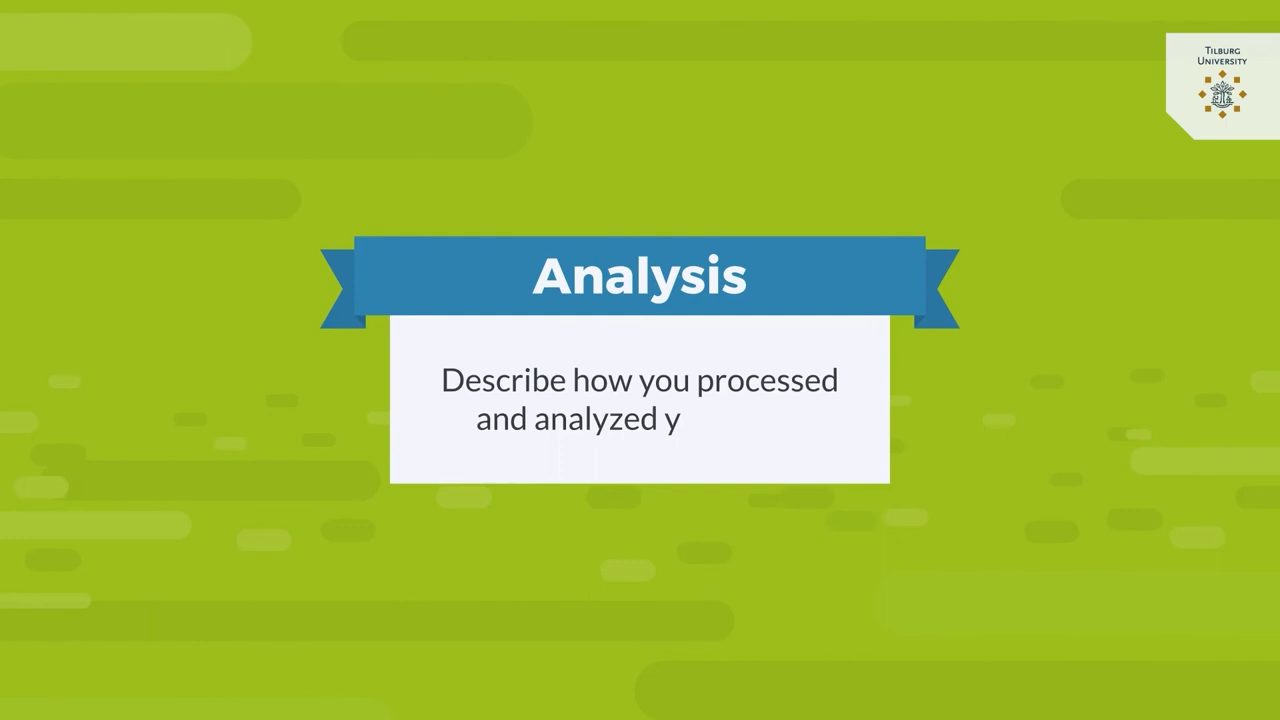 TILBURG
UNIVERSITY
Analysis
Describe how you processed
and analyzed y